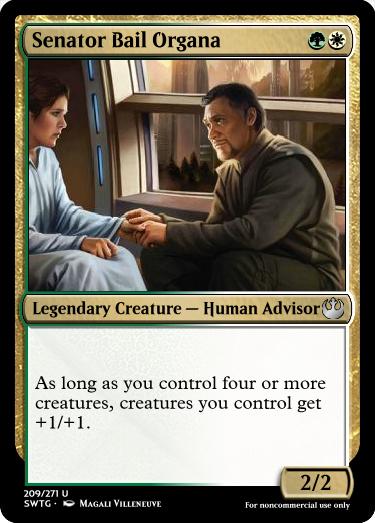 Senator Bail Organa
Legendary Creature — Human Advisor
As long as you control four or more
creatures, creatures you control get
+1/+1.
2/2
209/271 U
SWTG · Magali Villeneuve
For noncommercial use only